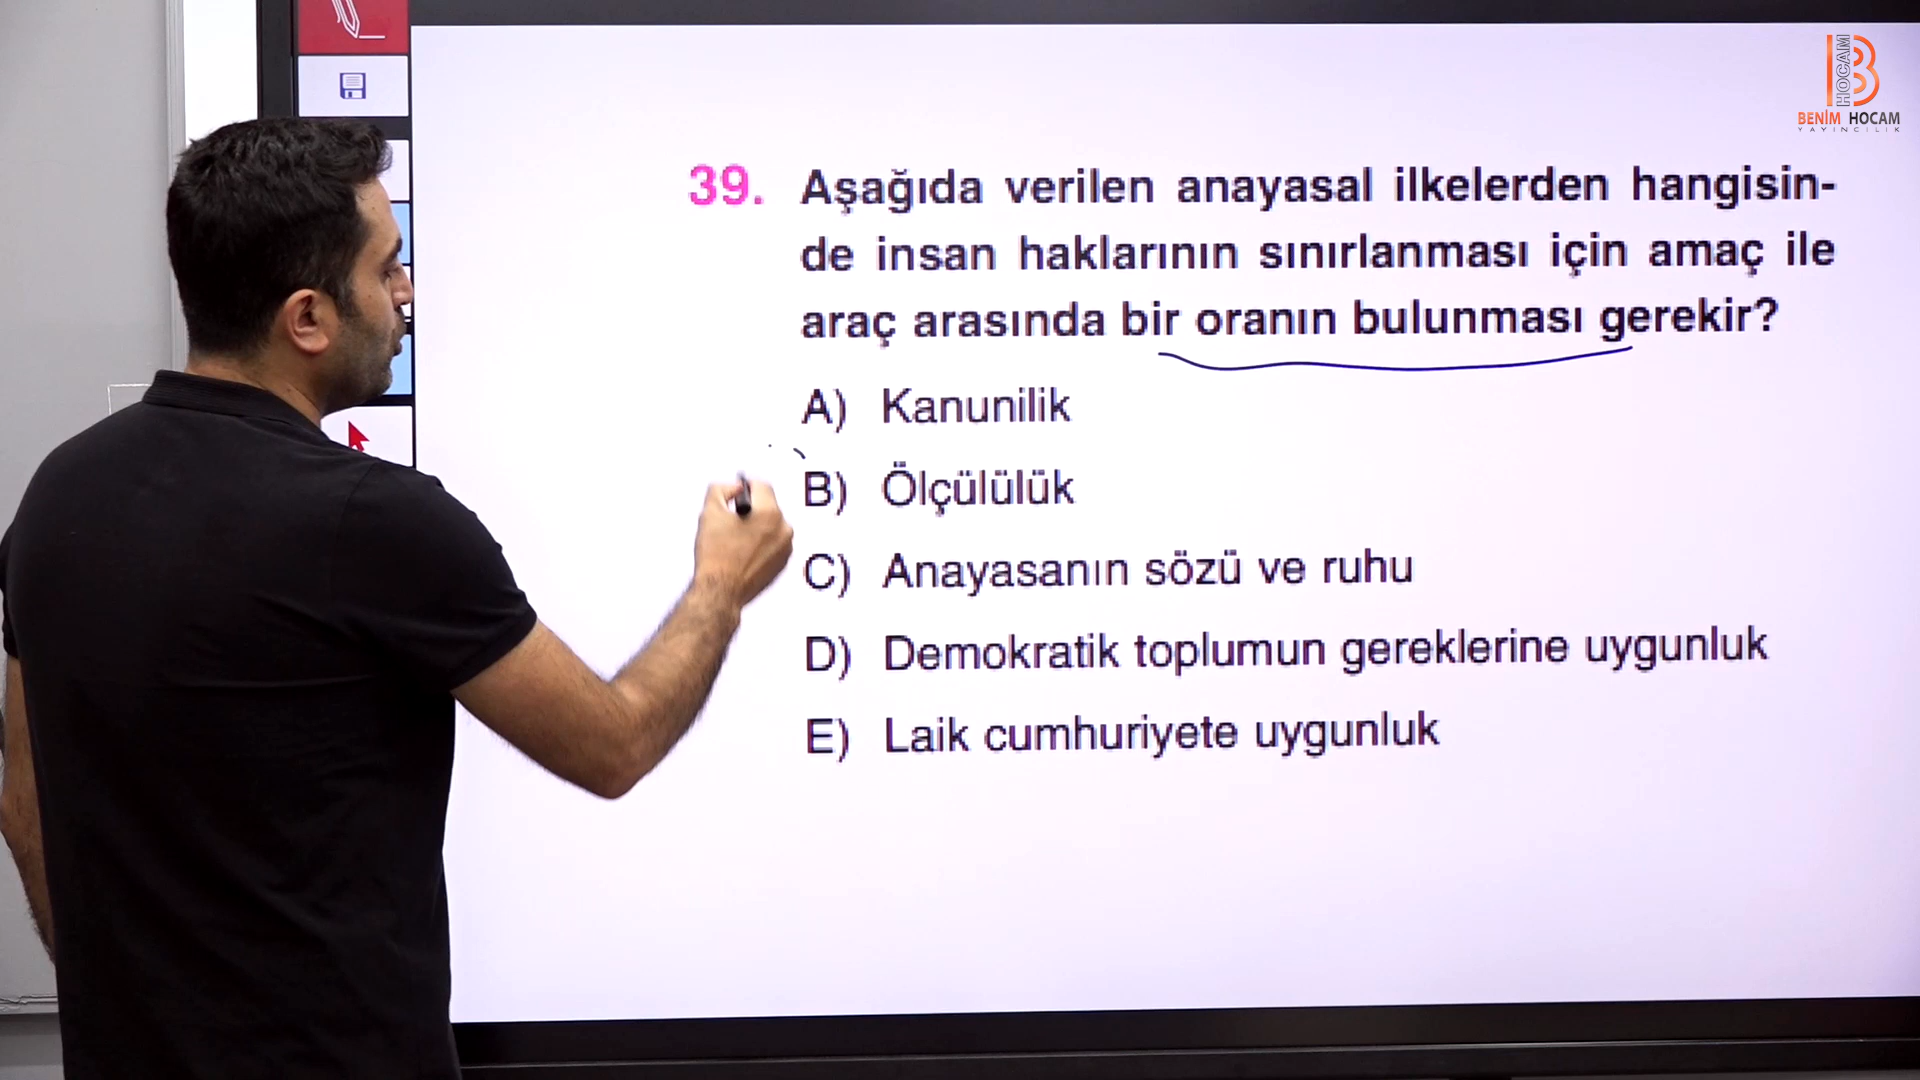 HOCAM
BENİM HOCAM
YAYINCILIK
39. Aşağıda verilen anayasal ilkelerden hangisin-
de insan haklarının sınırlanması için amaç ile
araç arasında bir oranın bulunması gerekir?
A) Kanunilik
B) Ölçülülük
C) Anayasanın sözü ve ruhu
D) Demokratik toplumun gereklerine uygunluk
E) Laik cumhuriyete uygunluk